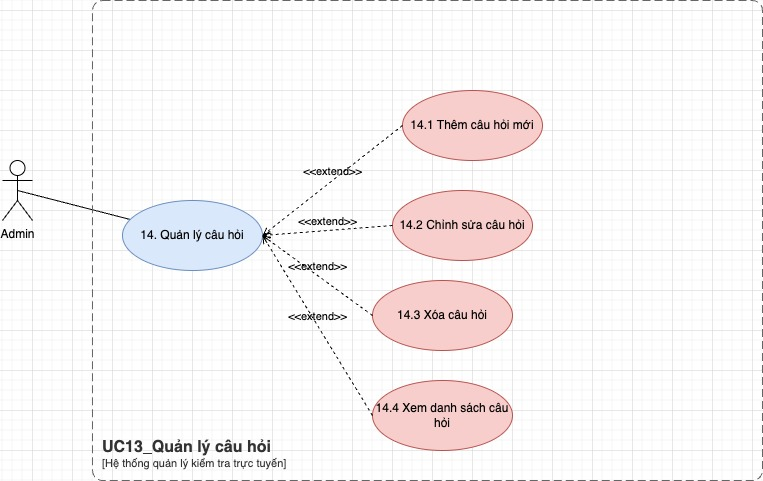 14.1 Thêm câu hỏi mới
<<extend>>
Admin
14. Quản lý câu hỏi
<<extend>>
14.2 Chỉnh sửa câu hỏi
<<extend>>
14.3 Xóa câu hỏi
<<extend>>
14.4 Xem danh sách câu
hỏi
UC13_Quản lý câu hỏi
[Hệ thống quản lý kiểm tra trực tuyến]